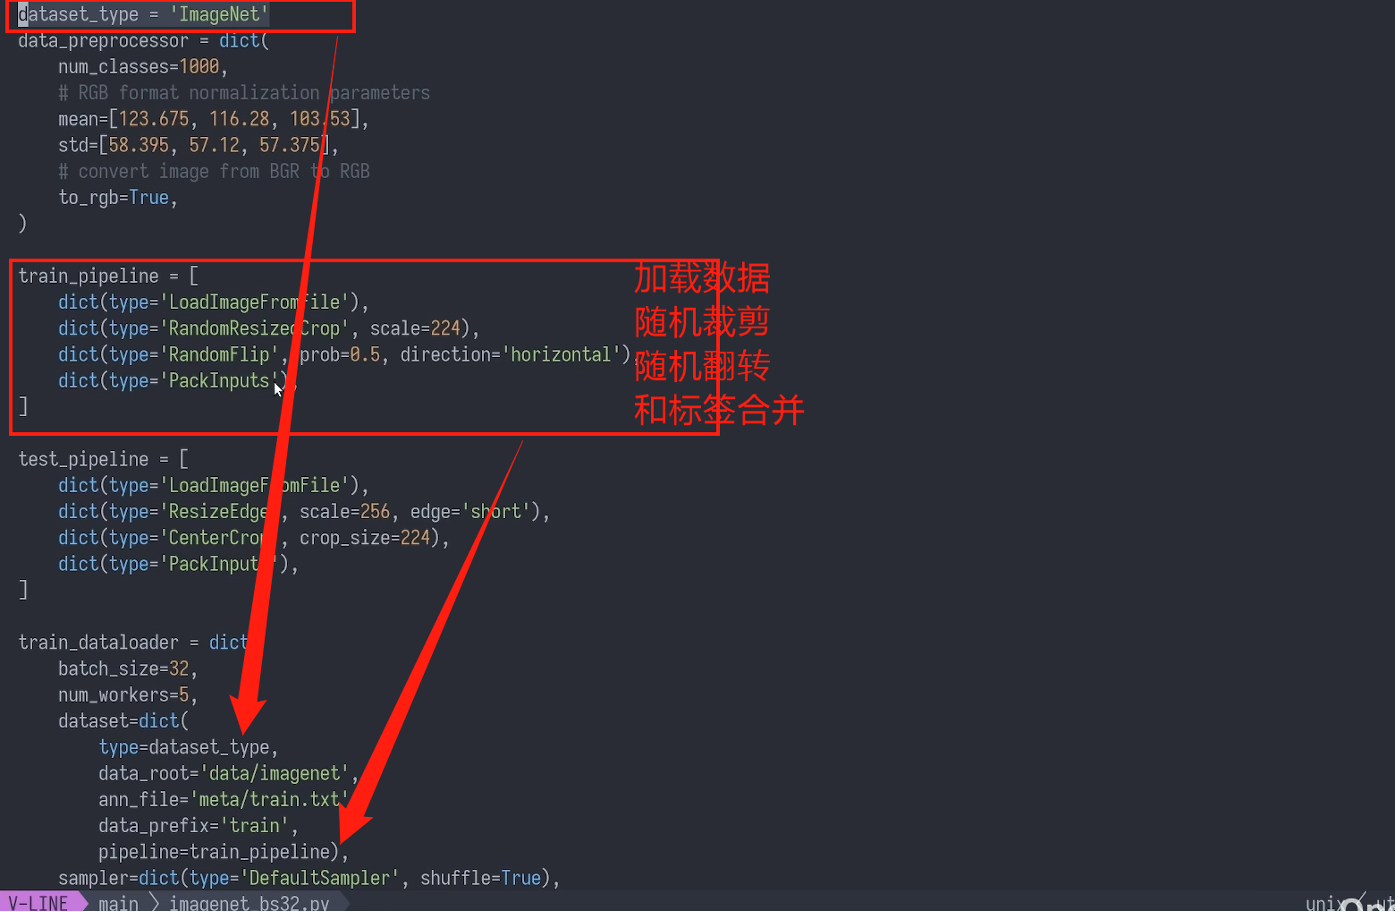 dataset_type = 'ImageNet'
data_preprocessor = dict(
    num_classes=1000,
    # RGB format normalization parameters
    mean=[123.675, 116.28, 103.53],
    std=[58.395, 57.12, 57.375],
    # convert image from BGR to RGB
    to_rgb=True,
)
train_pipeline = [
    dict(type='LoadImageFromFile'),
    dict(type='RandomResizedCrop', scale=224),
    dict(type='RandomFlip', prob=0.5, direction='horizontal'),
    dict(type='PackInputs'),
]
加载数据
随机裁剪
随机翻转
和标签合并
test_pipeline = [
    dict(type='LoadImageFromFile'),
    dict(type='ResizeEdge', scale=256, edge='short'),
    dict(type='CenterCrop', crop_size=224),
    dict(type='PackInputs'),
]
train_dataloader = dict(
    batch_size=32,
    num_workers=5,
    dataset=dict(
        type=dataset_type,
        data_root='data/imagenet',
        ann_file='meta/train.txt',
        data_prefix='train',
        pipeline=train_pipeline),
    sampler=dict(type='DefaultSampler', shuffle=True),
V-LINE main imagenet_bs32.py